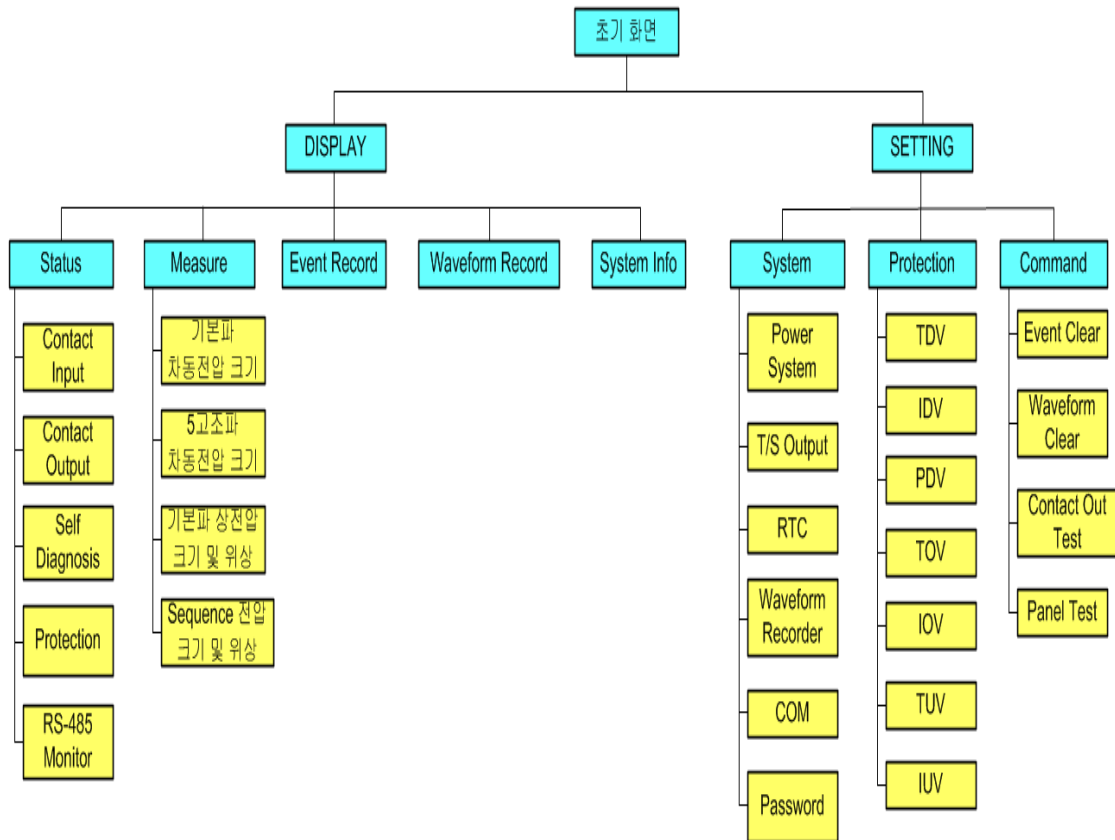 초기 화면
DISPLAY
SETTING
Status
Measure
Event Record
Waveform Record
System Info
System
Protection
Command
Contact
Input
Contact
Output
Self
Diagnosis
Protection
RS-485
Monitor
기본파
차동전압 크기
5고조파
차동전압 크기
기본파 상전압
크기 및 위상
Sequence 전압
크기 및 위상
Power
System
T/S Output
RTC
Waveform
Recorder
COM
Password
TDV
IDV
PDV
TOV
IOV
TUV
IUV
Event Clear
Waveform
Clear
Contact Out
Test
Panel Test